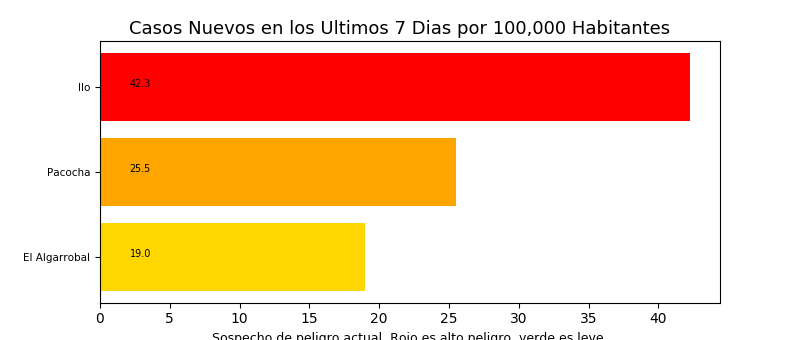 Casos Nuevos en los Ultimos 7 Dias por 100,000 Habitantes
Ilo
42.3
Pacocha
25.5
El Algarrobal
19.0
0 5 10 15 20 25 30 35 40
Sospecho de peligro actual. Rojo es alto peligro, verde es leve